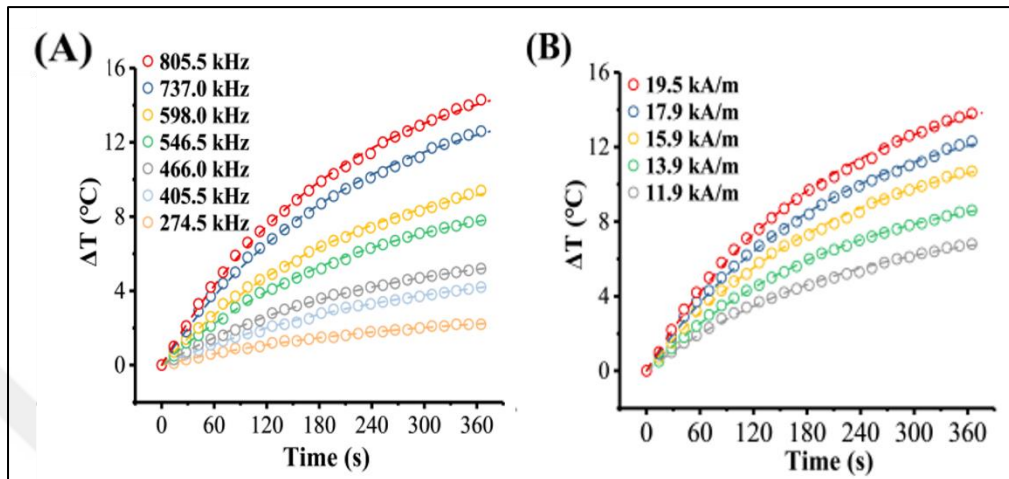 (A)
805.5 kHz
737.0 kHz
598.0 kHz
546.5 kHz
466.0 kHz
405.5 kHz
274.5 kHz
16
12
8
4
0
ΔT (°C)
0 60 120 180 240 300 360
Time (s)
(B)
19.5 kA/m
17.9 kA/m
15.9 kA/m
13.9 kA/m
11.9 kA/m
16
12
8
4
0
ΔT (°C)
0 60 120 180 240 300 360
Time (s)